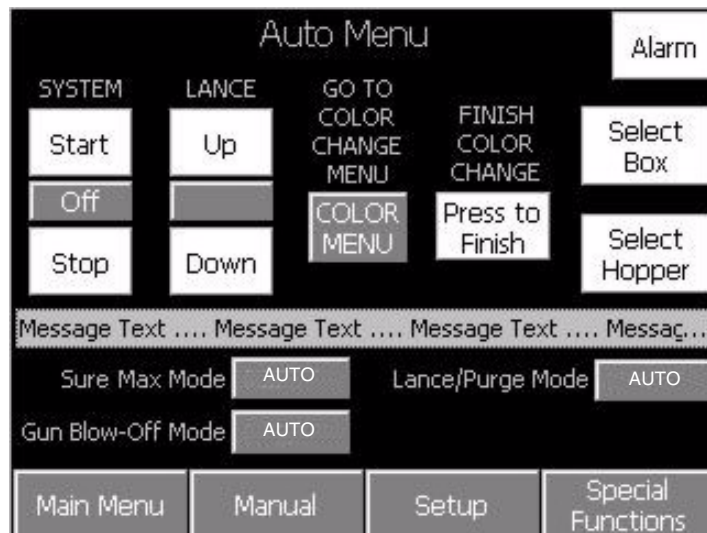 Auto Menu
Alarm
SYSTEM
Start
Off
Stop
LANCE
Up
Down
GO TO
COLOR
CHANGE
MENU
COLOR
MENU
FINISH
COLOR
CHANGE
Press to
Finish
Select
Box
Select
Hopper
Message Text .... Message Text .... Message Text .... Messag...
Sure Max Mode AUTO
Lance/Purge Mode AUTO
Gun Blow-Off Mode AUTO
Main Menu
Manual
Setup
Special
Functions